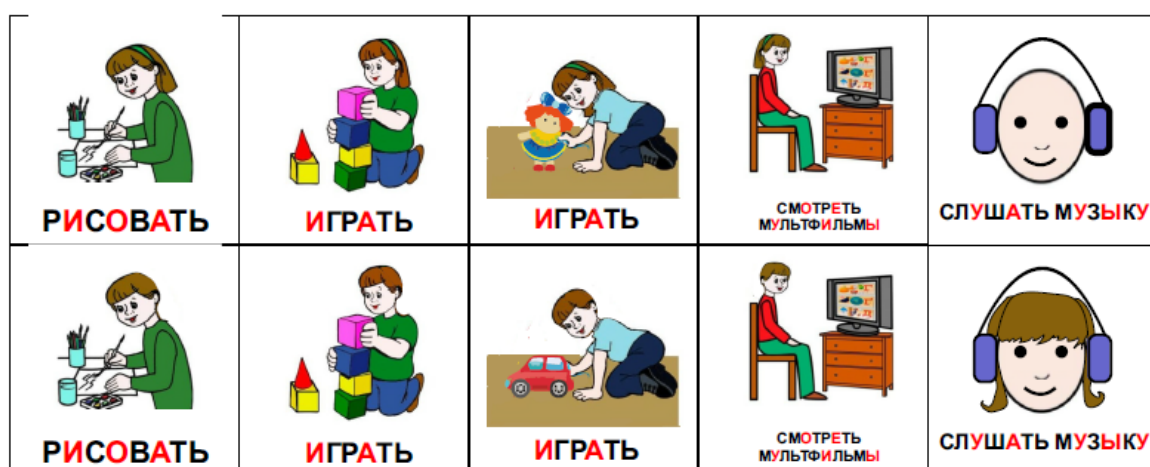 РИСОВАТЬ
ИГРАТЬ
ИГРАТЬ
СМОТРЕТЬ
МУЛЬТФИЛЬМЫ
СЛУШАТЬ МУЗЫКУ
РИСОВАТЬ
ИГРАТЬ
ИГРАТЬ
СМОТРЕТЬ
МУЛЬТФИЛЬМЫ
СЛУШАТЬ МУЗЫКУ